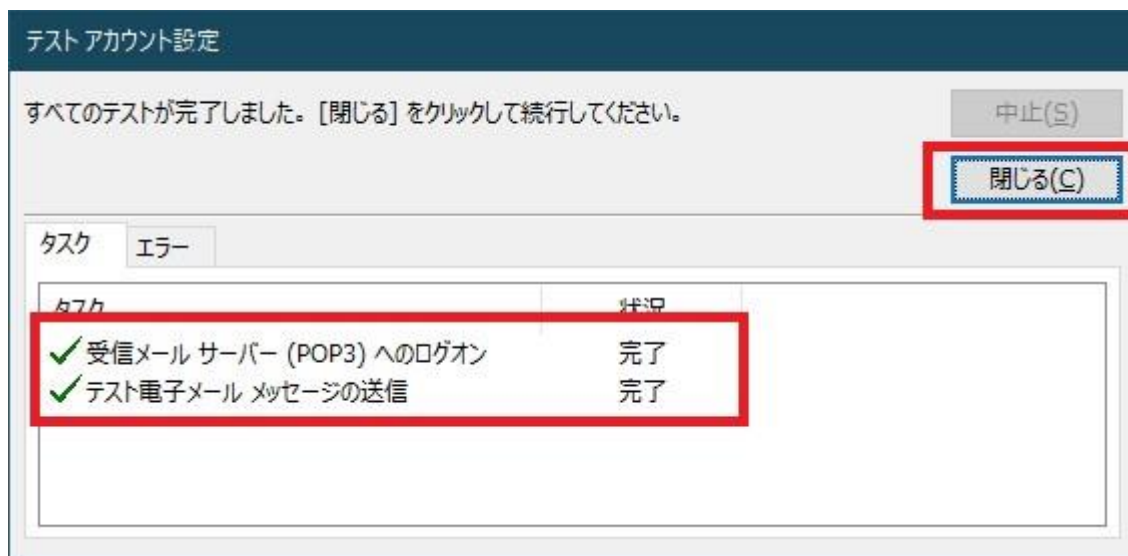 テスト アカウント設定
すべてのテストが完了しました。[閉じる] をクリックして続行してください。
中止(S)
閉じる(C)
タスク
エラー
タスク 状況
受信メール サーバー (POP3) へのログオン 完了
テスト電子メール メッセージの送信 完了